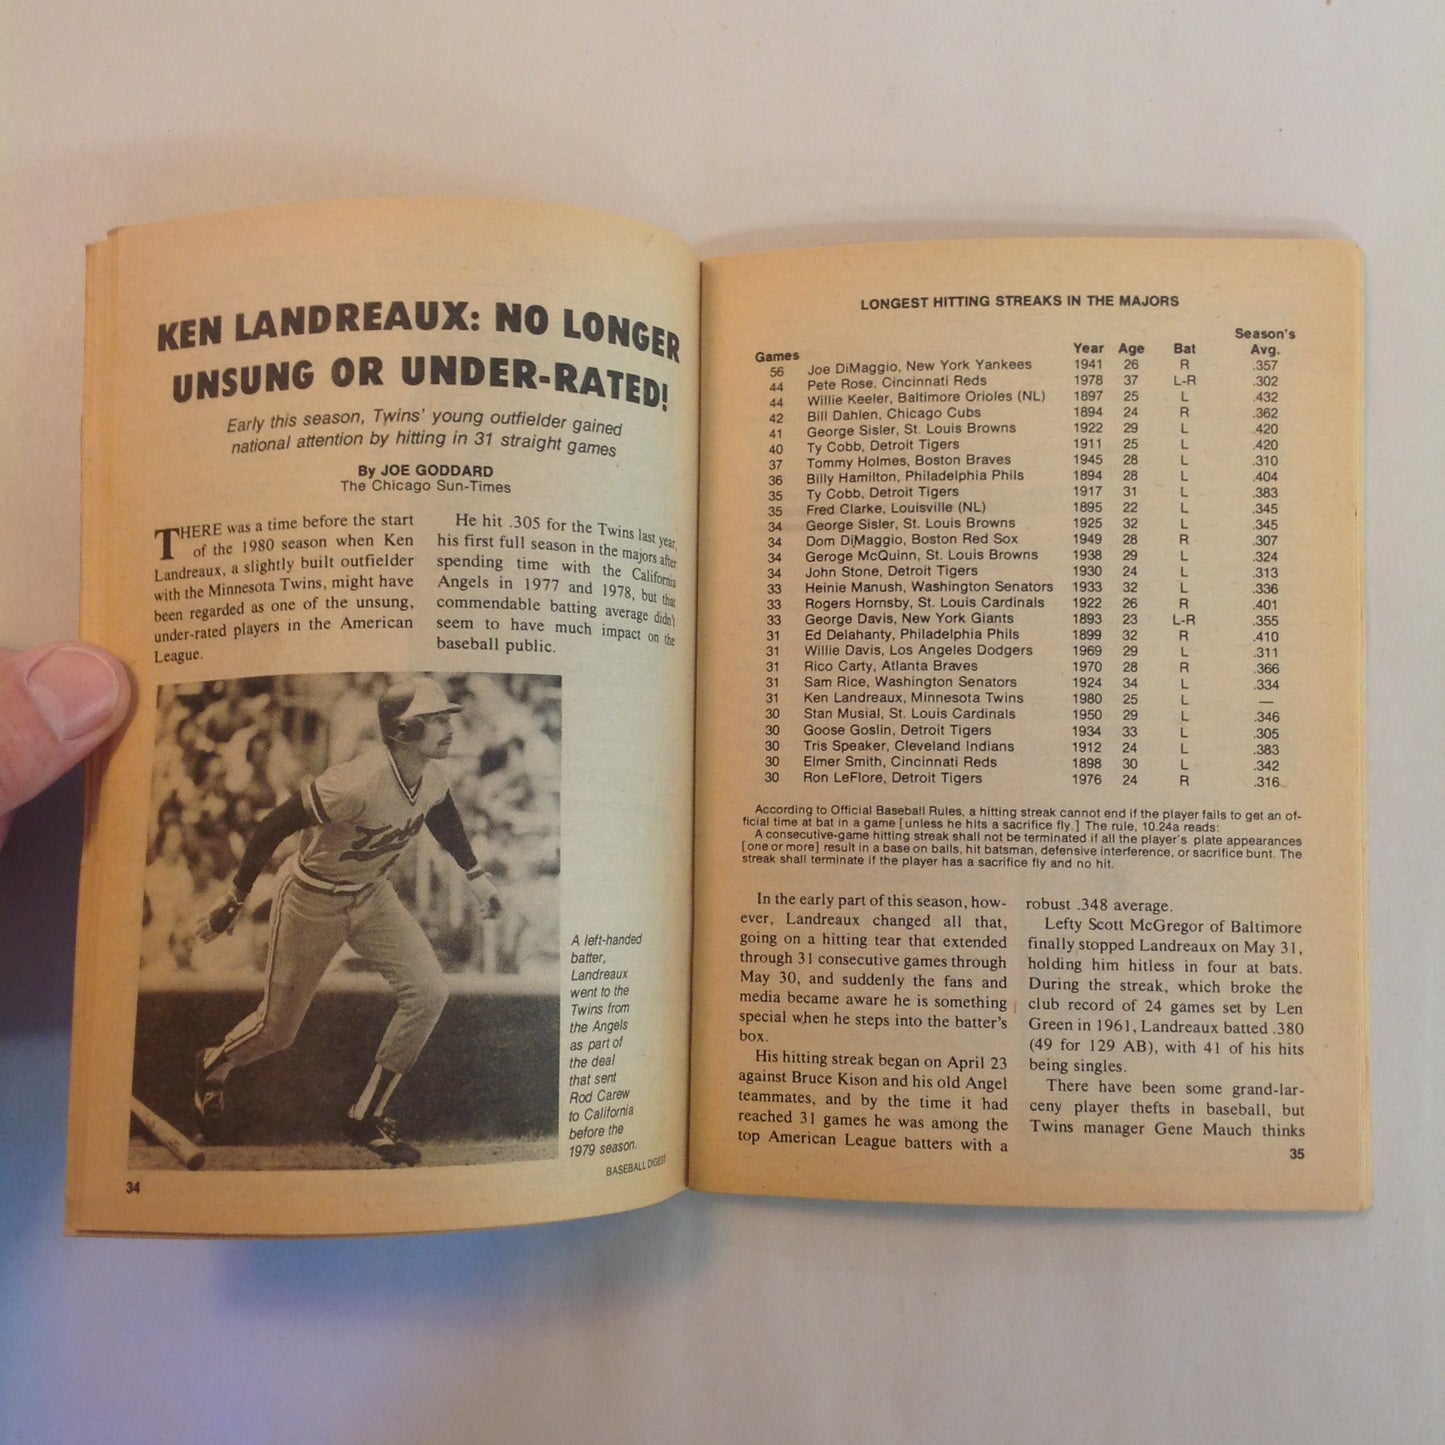 KEN LANDREAUX: NO LONGER
UNSUNG OR UNDER-RATED!
Early this season, Twins' young outfielder gained
national attention by hitting in 31 straight games
By JOE GODDARD
The Chicago Sun-Times
THERE was a time before the start
of the 1980 season when Ken
Landreaux, a slightly built outfielder
with the Minnesota Twins, might have
been regarded as one of the unsung,
under-rated players in the American
League.
He hit .305 for the Twins last year,
his first full season in the majors after
spending time with the California
Angels in 1977 and 1978, but that
commendable batting average didn't
seem to have much impact on the
baseball public.
Twins
A left-handed
batter,
Landreaux
went to the
Twins from
the Angels
as part of
the deal
that sent
Rod Carew
to California
before the
1979 season.
BASEBALL DIGEST
34
LONGEST HITTING STREAKS IN THE MAJORS
Games Year Age Bat Season's Avg.
56 Joe DiMaggio, New York Yankees 1941 26 R .357
44 Pete Rose, Cincinnati Reds 1978 37 L-R .302
44 Willie Keeler, Baltimore Orioles (NL) 1897 25 L .432
42 Bill Dahlen, Chicago Cubs 1894 24 R .362
41 George Sisler, St. Louis Browns 1922 29 L .420
40 Ty Cobb, Detroit Tigers 1911 25 L .420
37 Tommy Holmes, Boston Braves 1945 28 L .310
36 Billy Hamilton, Philadelphia Phils 1894 28 L .404
35 Ty Cobb, Detroit Tigers 1917 31 L .383
35 Fred Clarke, Louisville (NL) 1895 22 L .345
34 George Sisler, St. Louis Browns 1925 32 L .345
34 Dom DiMaggio, Boston Red Sox 1949 28 R .307
34 Geroge McQuinn, St. Louis Browns 1938 29 L .324
34 John Stone, Detroit Tigers 1930 24 L .313
33 Heinie Manush, Washington Senators 1933 32 L .336
33 Rogers Hornsby, St. Louis Cardinals 1922 26 R .401
33 George Davis, New York Giants 1893 23 L-R .355
31 Ed Delahanty, Philadelphia Phils 1899 32 R .410
31 Willie Davis, Los Angeles Dodgers 1969 29 L .311
31 Rico Carty, Atlanta Braves 1970 28 R .366
31 Sam Rice, Washington Senators 1924 34 L .334
31 Ken Landreaux, Minnesota Twins 1980 25 L —
30 Stan Musial, St. Louis Cardinals 1950 29 L .346
30 Goose Goslin, Detroit Tigers 1934 33 L .305
30 Tris Speaker, Cleveland Indians 1912 24 L .383
30 Elmer Smith, Cincinnati Reds 1898 30 L .342
30 Ron LeFlore, Detroit Tigers 1976 24 R .316
According to Official Baseball Rules, a hitting streak cannot end if the player fails to get an of-
ficial time at bat in a game [unless he hits a sacrifice fly.] The rule, 10.24a reads:
A consecutive-game hitting streak shall not be terminated if all the player's plate appearances
[one or more] result in a base on balls, hit batsman, defensive interference, or sacrifice bunt. The
streak shall terminate if the player has a sacrifice fly and no hit.
In the early part of this season, how-
ever, Landreaux changed all that,
going on a hitting tear that extended
through 31 consecutive games through
May 30, and suddenly the fans and
media became aware he is something
special when he steps into the batter's
box.
His hitting streak began on April 23
against Bruce Kison and his old Angel
teammates, and by the time it had
reached 31 games he was among the
top American League batters with a
robust .348 average.
Lefty Scott McGregor of Baltimore
finally stopped Landreaux on May 31,
holding him hitless in four at bats.
During the streak, which broke the
club record of 24 games set by Len
Green in 1961, Landreaux batted .380
(49 for 129 AB), with 41 of his hits
being singles.
There have been some grand-lar-
ceny player thefts in baseball, but
Twins manager Gene Mauch thinks
35